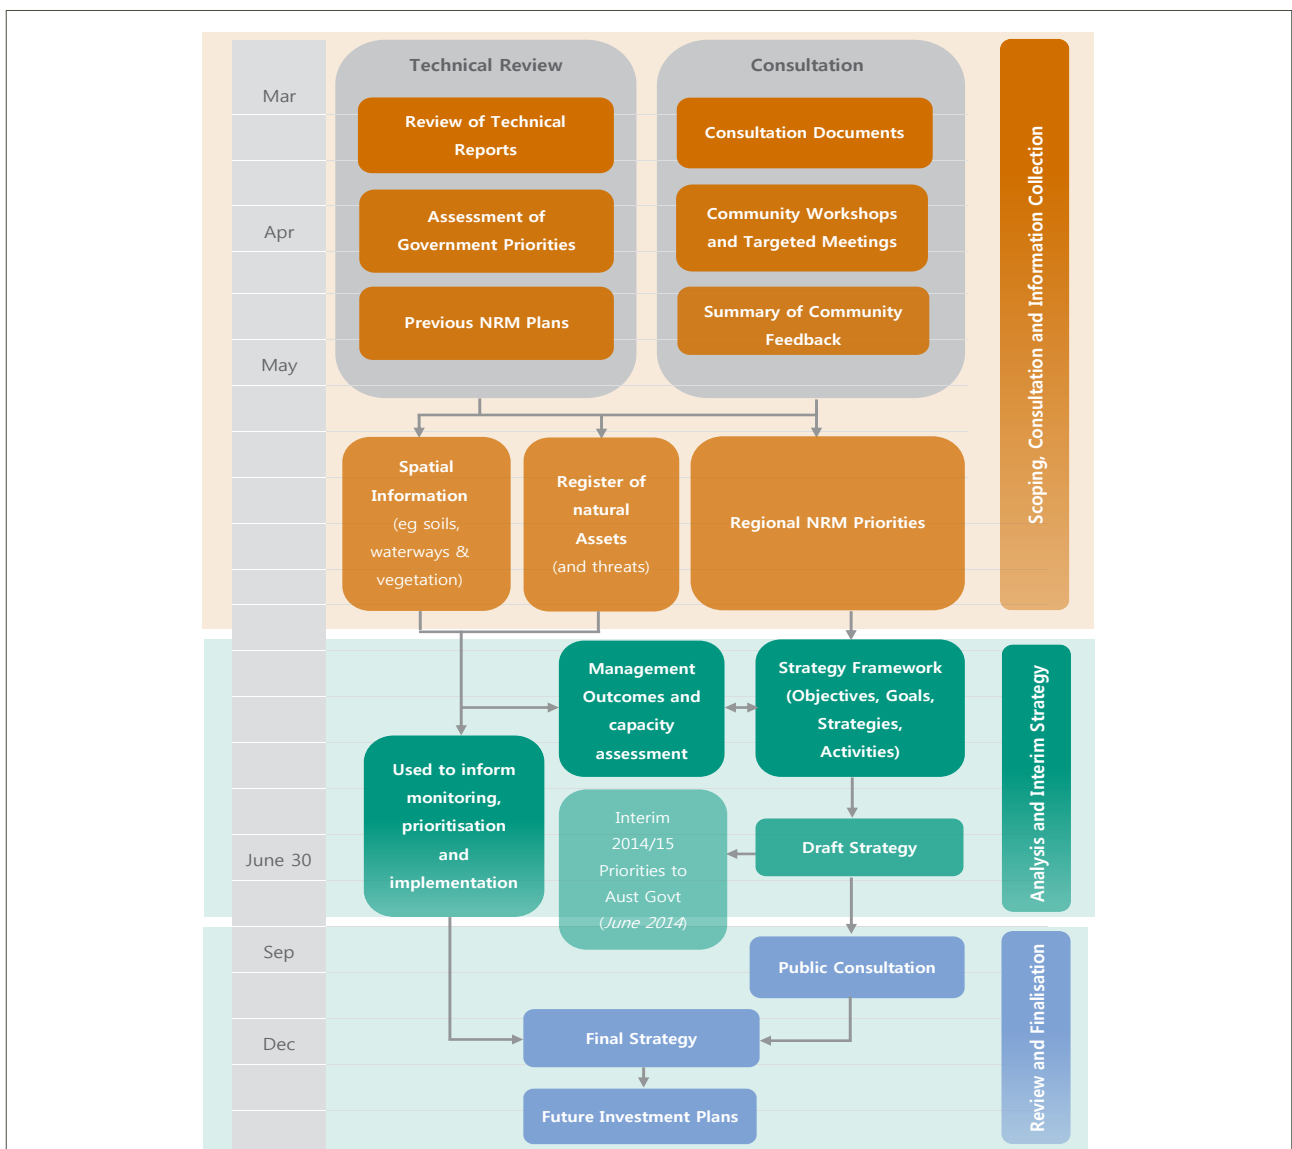 Technical Review
Consultation
Mar
Review of Technical
Reports
Consultation Documents
Apr
Assessment of
Government Priorities
Community Workshops
and Targeted Meetings
Previous NRM Plans
Summary of Community
Feedback
May
Scoping, Consultation and Information Collection
Spatial
Information
(eg soils,
waterways &
vegetation)
Register of
natural
Assets
(and threats)
Regional NRM Priorities
Management
Outcomes and
capacity
assessment
Strategy Framework
(Objectives, Goals,
Strategies,
Activities)
Analysis and Interim Strategy
Used to inform
monitoring,
prioritisation
and
implementation
Interim
2014/15
Priorities to
Aust Govt
(June 2014)
Draft Strategy
June 30
Sep
Public Consultation
Review and Finalisation
Dec
Final Strategy
Future Investment Plans